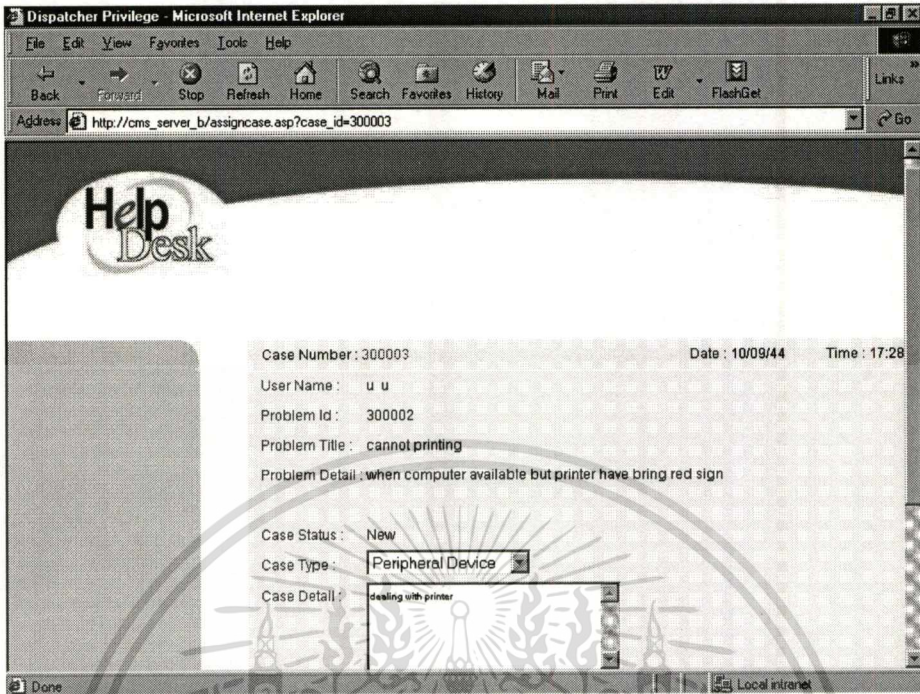 Dispatcher Privilege - Microsoft Internet Explorer
File Edit View Favorites Tools Help
Back Forward Stop Refresh Home Search Favorites History Mail Print Edit FlashGet Links »
Address http://cms_server_b/assigncase.asp?case_id=300003 Go
Help
Desk
Case Number : 300003 Date : 10/09/44 Time : 17:28
User Name : u u
Problem Id : 300002
Problem Title : cannot printing
Problem Detail : when computer available but printer have bring red sign
Case Status : New
Case Type : Peripheral Device
Case Detail : dealing with printer
Done Local intranet